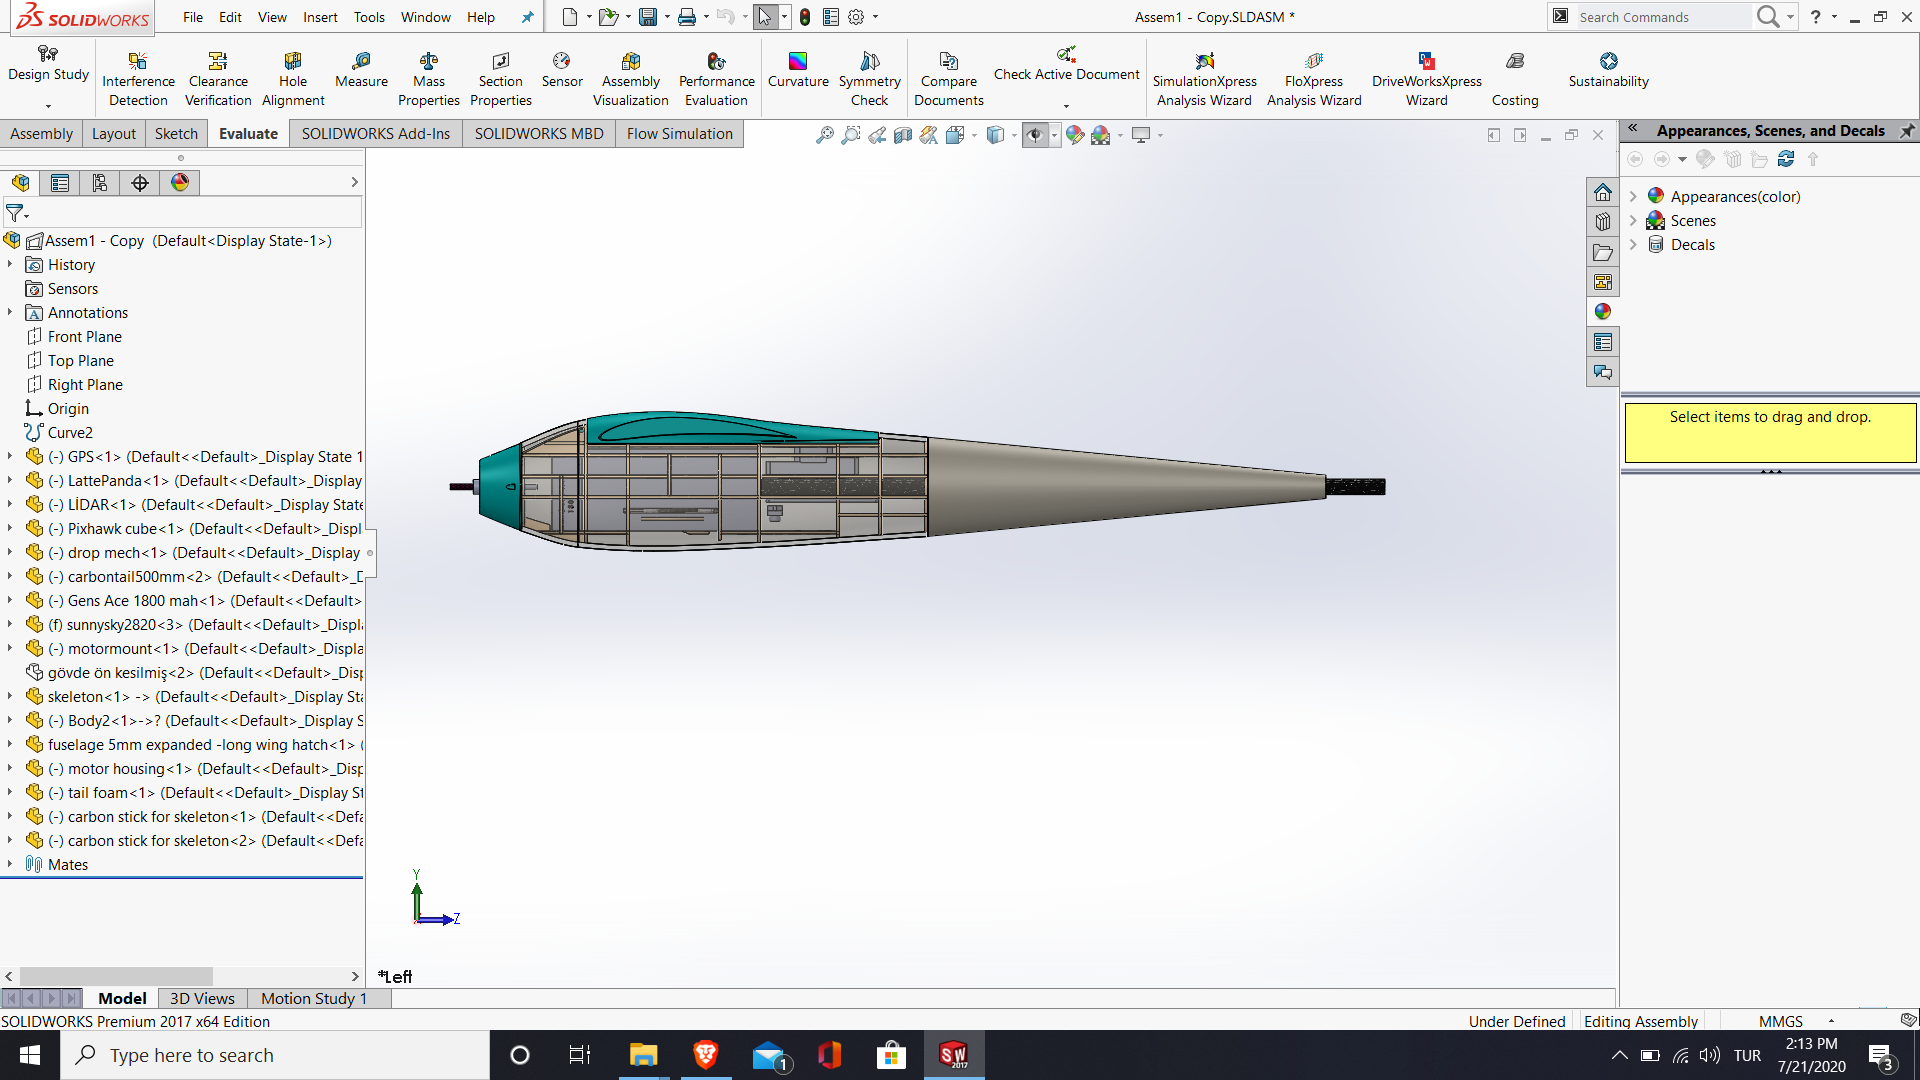 SOLIDWORKS File Edit View Insert Tools Window Help Assem1 - Copy.SLDASM * Search Commands ?
Design Study
Interference Detection
Clearance Verification
Hole Alignment
Measure
Mass Properties
Section Properties
Sensor
Assembly Visualization
Performance Evaluation
Curvature
Symmetry Check
Compare Documents
Check Active Document
SimulationXpress Analysis Wizard
FloXpress Analysis Wizard
DriveWorksXpress Wizard
Costing
Sustainability
Assembly Layout Sketch Evaluate SOLIDWORKS Add-Ins SOLIDWORKS MBD Flow Simulation
Assem1 - Copy (Default<Display State-1>)
History
Sensors
Annotations
Front Plane
Top Plane
Right Plane
Origin
Curve2
(-) GPS<1> (Default<<Default>_Display State 1
(-) LattePanda<1> (Default<<Default>_Display
(-) LİDAR<1> (Default<<Default>_Display State
(-) Pixhawk cube<1> (Default<<Default>_Displ
(-) drop mech<1> (Default<<Default>_Display
(-) carbontail500mm<2> (Default<<Default>_D
(-) Gens Ace 1800 mah<1> (Default<<Default>
(f) sunnysky2820<3> (Default<<Default>_Displ
(-) motormount<1> (Default<<Default>_Displa
gövde ön kesilmiş<2> (Default<<Default>_Disp
skeleton<1> -> (Default<<Default>_Display Sta
(-) Body2<1>->? (Default<<Default>_Display S
fuselage 5mm expanded -long wing hatch<1> (
(-) motor housing<1> (Default<<Default>_Disp
(-) tail foam<1> (Default<<Default>_Display St
(-) carbon stick for skeleton<1> (Default<<Defa
(-) carbon stick for skeleton<2> (Default<<Defa
Mates
Y
Z
*Left
Appearances, Scenes, and Decals
Appearances(color)
Scenes
Decals
Select items to drag and drop.
Model 3D Views Motion Study 1
SOLIDWORKS Premium 2017 x64 Edition Under Defined Editing Assembly MMGS
Type here to search 1 SW 2017 TUR 2:13 PM
7/21/2020 3